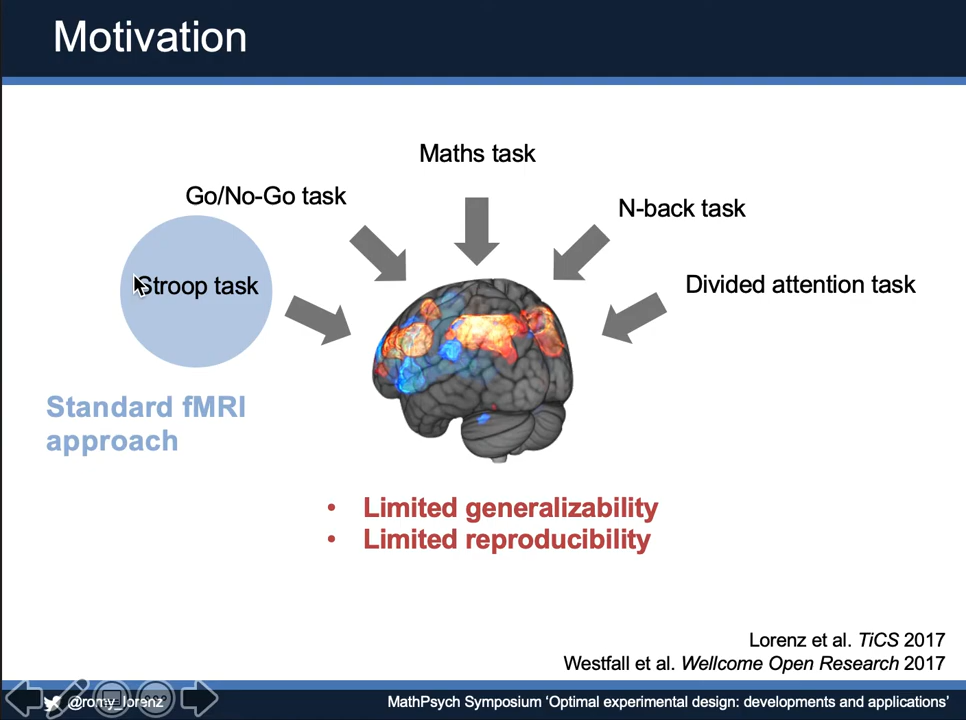 Motivation
Maths task
Go/No-Go task
N-back task
Stroop task
Divided attention task
Standard fMRI
approach
• Limited generalizability
• Limited reproducibility
Lorenz et al. TiCS 2017
Westfall et al. Wellcome Open Research 2017
@romy_lorenz
MathPsych Symposium ‘Optimal experimental design: developments and applications’